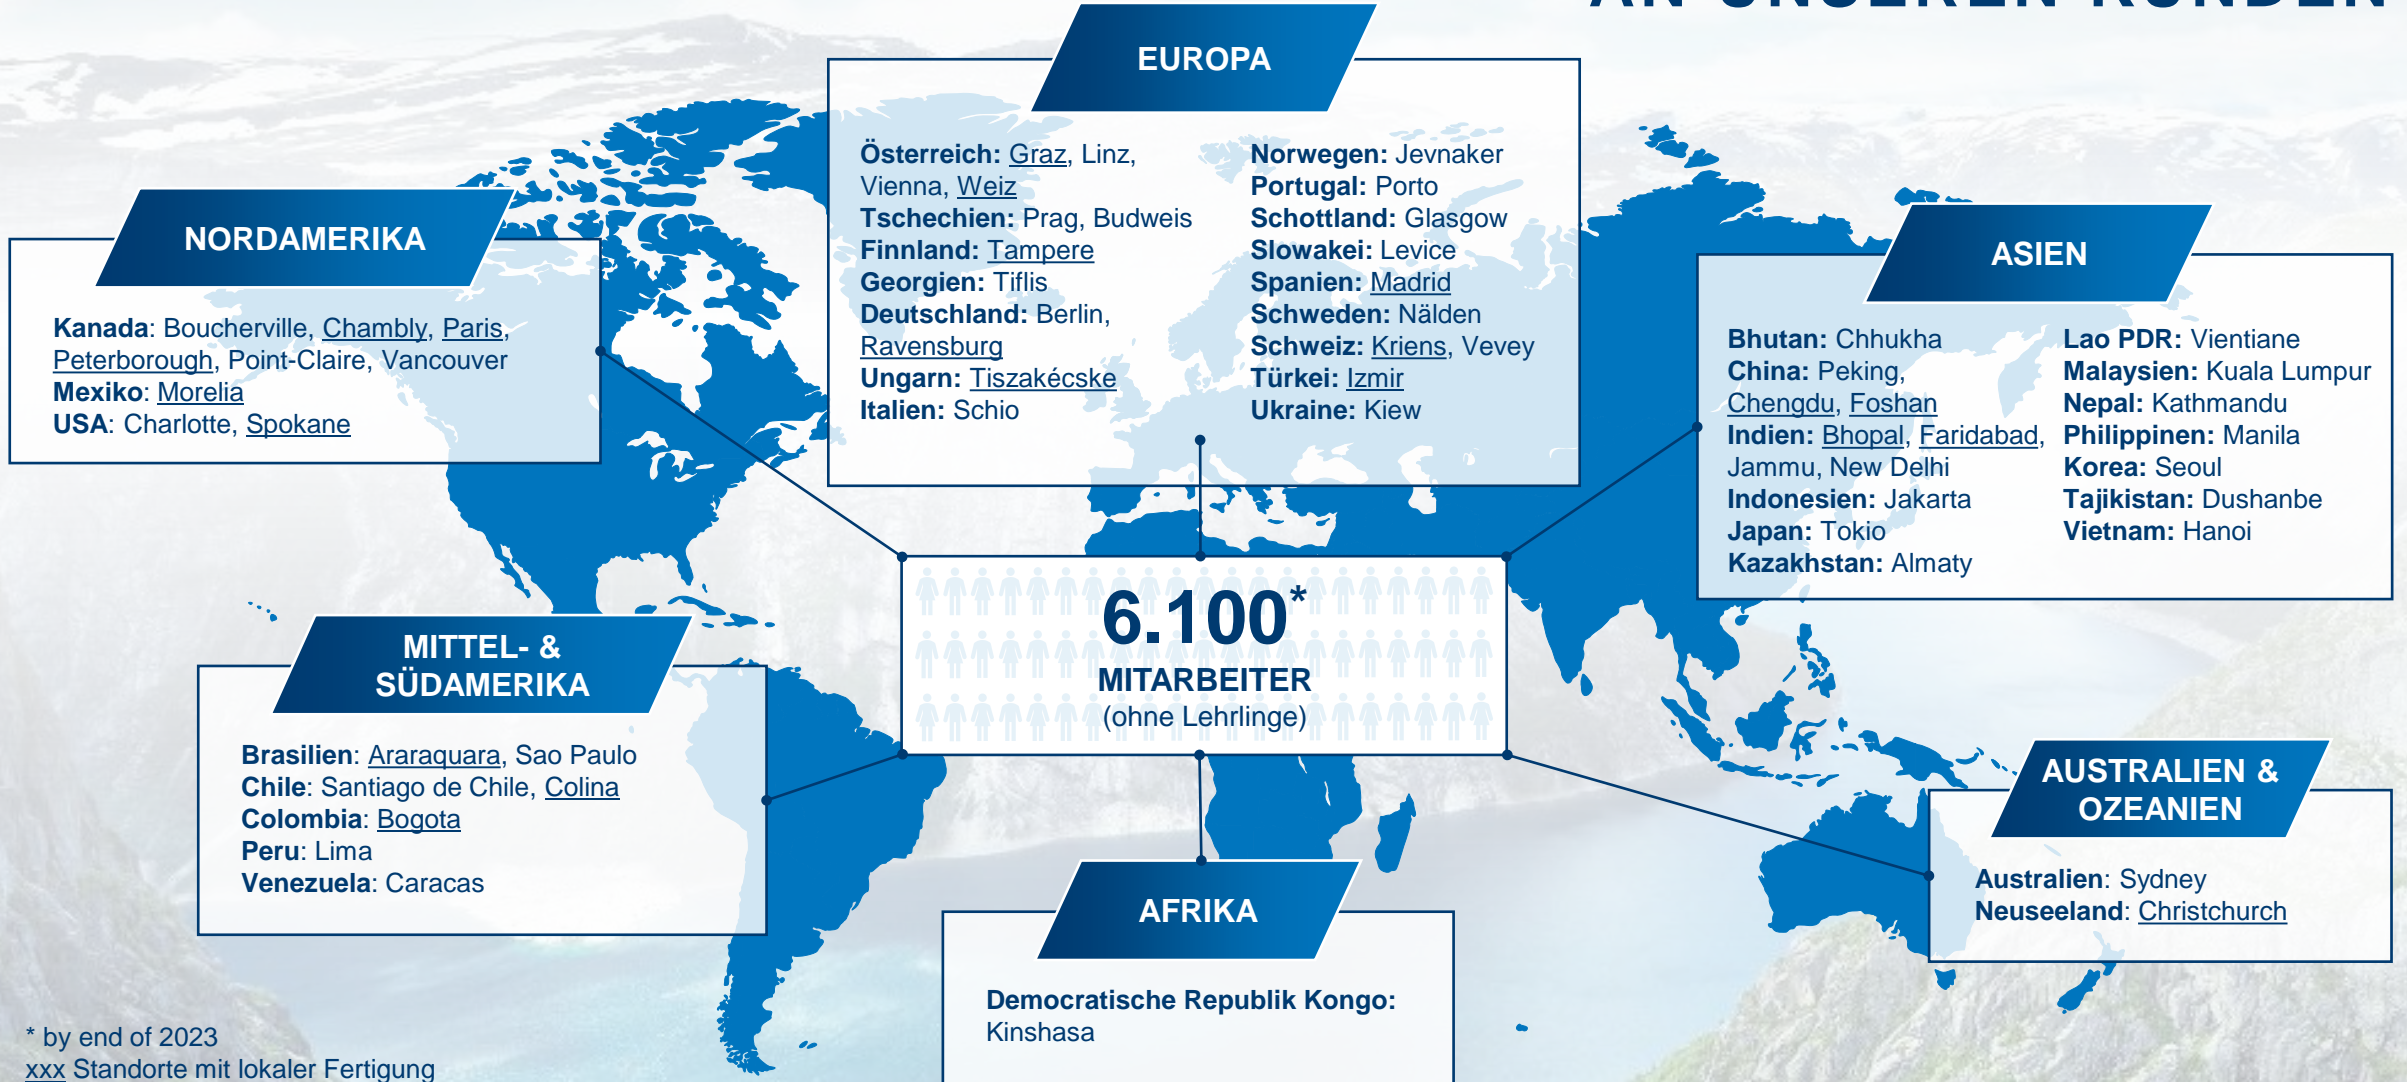 AN UNSEREN KUNDEN
EUROPA
Österreich: Graz, Linz,
Vienna, Weiz
Tschechien: Prag, Budweis
Finnland: Tampere
Georgien: Tiflis
Deutschland: Berlin,
Ravensburg
Ungarn: Tiszakécske
Italien: Schio
Norwegen: Jevnaker
Portugal: Porto
Schottland: Glasgow
Slowakei: Levice
Spanien: Madrid
Schweden: Nälden
Schweiz: Kriens, Vevey
Türkei: Izmir
Ukraine: Kiew
NORDAMERIKA
Kanada: Boucherville, Chambly, Paris,
Peterborough, Point-Claire, Vancouver
Mexiko: Morelia
USA: Charlotte, Spokane
ASIEN
Bhutan: Chhukha
China: Peking,
Chengdu, Foshan
Indien: Bhopal, Faridabad,
Jammu, New Delhi
Indonesien: Jakarta
Japan: Tokio
Kazakhstan: Almaty
Lao PDR: Vientiane
Malaysien: Kuala Lumpur
Nepal: Kathmandu
Philippinen: Manila
Korea: Seoul
Tajikistan: Dushanbe
Vietnam: Hanoi
6.100*
MITARBEITER
(ohne Lehrlinge)
MITTEL- &
SÜDAMERIKA
Brasilien: Araraquara, Sao Paulo
Chile: Santiago de Chile, Colina
Colombia: Bogota
Peru: Lima
Venezuela: Caracas
AUSTRALIEN &
OZEANIEN
Australien: Sydney
Neuseeland: Christchurch
AFRIKA
Democratische Republik Kongo:
Kinshasa
* by end of 2023
xxx Standorte mit lokaler Fertigung